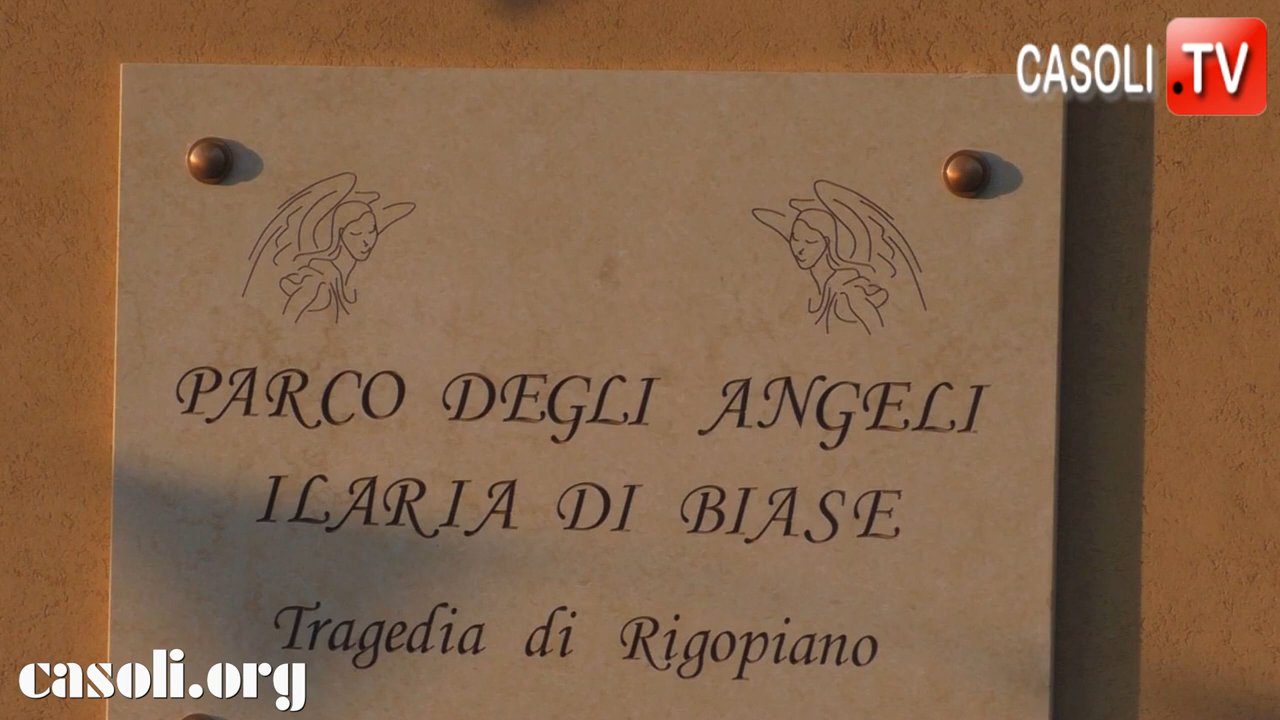 CASOLI .TV
PARCO DEGLI ANGELI
ILARIA DI BIASE
Tragedia di Rigopiano
casoli.org